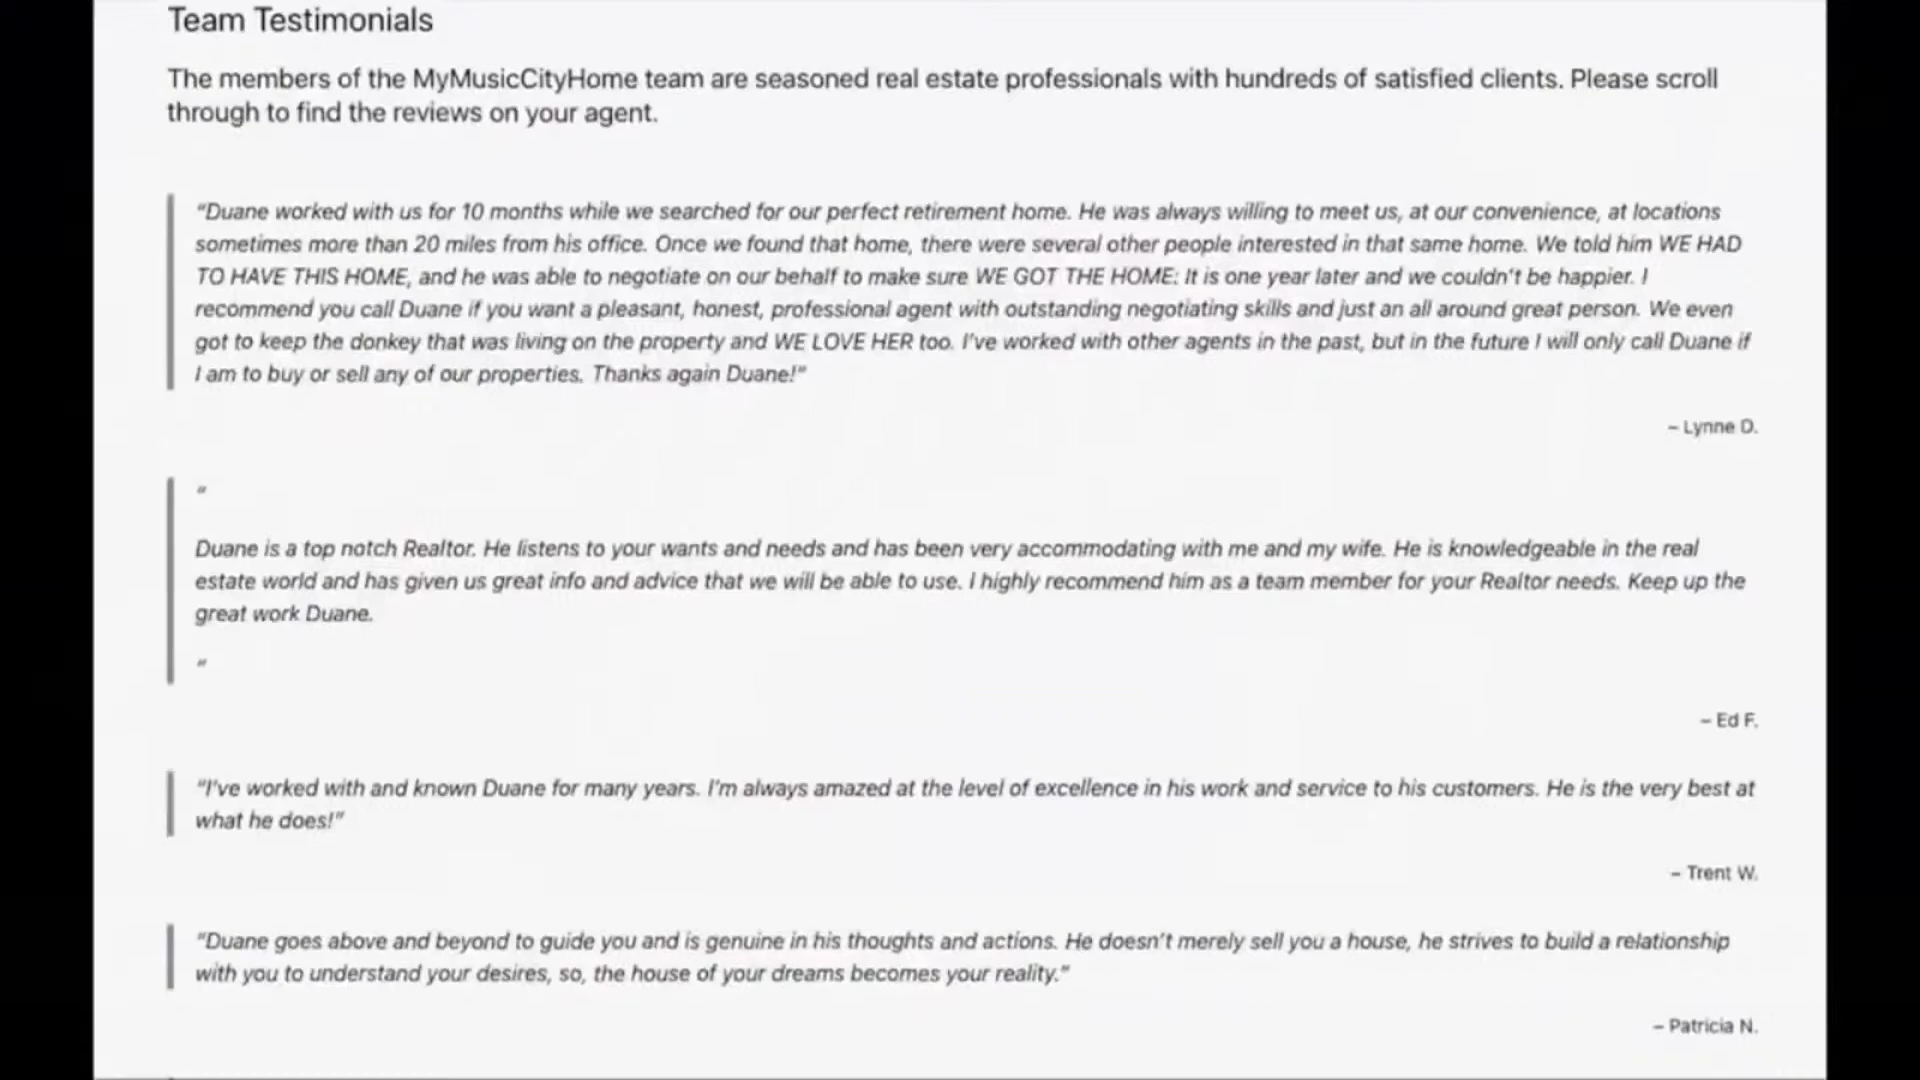 Team Testimonials
The members of the MyMusicCityHome team are seasoned real estate professionals with hundreds of satisfied clients. Please scroll
through to find the reviews on your agent.
“Duane worked with us for 10 months while we searched for our perfect retirement home. He was always willing to meet us, at our convenience, at locations
sometimes more than 20 miles from his office. Once we found that home, there were several other people interested in that same home. We told him WE HAD
TO HAVE THIS HOME, and he was able to negotiate on our behalf to make sure WE GOT THE HOME: It is one year later and we couldn’t be happier. I
recommend you call Duane if you want a pleasant, honest, professional agent with outstanding negotiating skills and just an all around great person. We even
got to keep the donkey that was living on the property and WE LOVE HER too. I’ve worked with other agents in the past, but in the future I will only call Duane if
I am to buy or sell any of our properties. Thanks again Duane!”
– Lynne D.
“
Duane is a top notch Realtor. He listens to your wants and needs and has been very accommodating with me and my wife. He is knowledgeable in the real
estate world and has given us great info and advice that we will be able to use. I highly recommend him as a team member for your Realtor needs. Keep up the
great work Duane.
”
– Ed F.
“I’ve worked with and known Duane for many years. I’m always amazed at the level of excellence in his work and service to his customers. He is the very best at
what he does!”
– Trent W.
“Duane goes above and beyond to guide you and is genuine in his thoughts and actions. He doesn’t merely sell you a house, he strives to build a relationship
with you to understand your desires, so, the house of your dreams becomes your reality.”
– Patricia N.